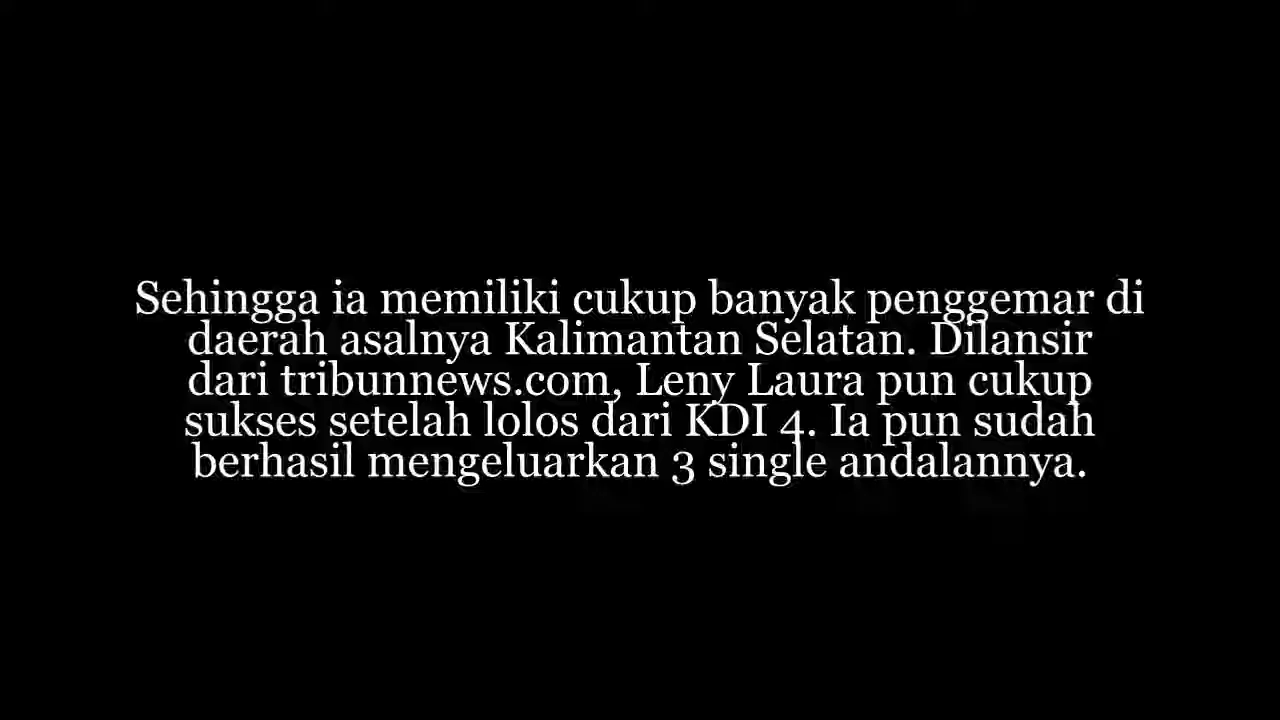 Sehingga ia memiliki cukup banyak penggemar di
daerah asalnya Kalimantan Selatan. Dilansir
dari tribunnews.com, Leny Laura pun cukup
sukses setelah lolos dari KDI 4. Ia pun sudah
berhasil mengeluarkan 3 single andalannya.